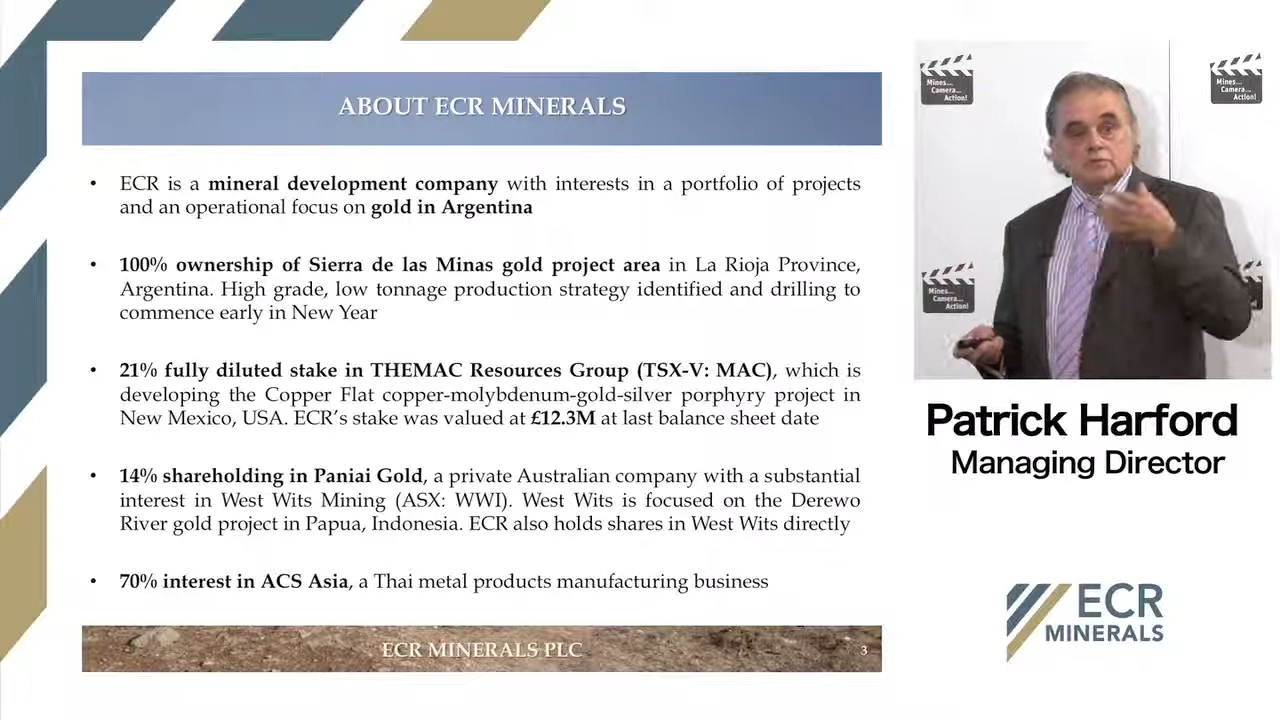 ABOUT ECR MINERALS
• ECR is a mineral development company with interests in a portfolio of projects
and an operational focus on gold in Argentina
• 100% ownership of Sierra de las Minas gold project area in La Rioja Province,
Argentina. High grade, low tonnage production strategy identified and drilling to
commence early in New Year
• 21% fully diluted stake in THEMAC Resources Group (TSX-V: MAC), which is
developing the Copper Flat copper-molybdenum-gold-silver porphyry project in
New Mexico, USA. ECR’s stake was valued at £12.3M at last balance sheet date
• 14% shareholding in Paniai Gold, a private Australian company with a substantial
interest in West Wits Mining (ASX: WWI). West Wits is focused on the Derewo
River gold project in Papua, Indonesia. ECR also holds shares in West Wits directly
• 70% interest in ACS Asia, a Thai metal products manufacturing business
ECR MINERALS PLC
3
Mines...
Camera...
Action!
Mines...
Camera...
Action!
Mines...
Camera...
Action!
Patrick Harford
Managing Director
ECR
MINERALS